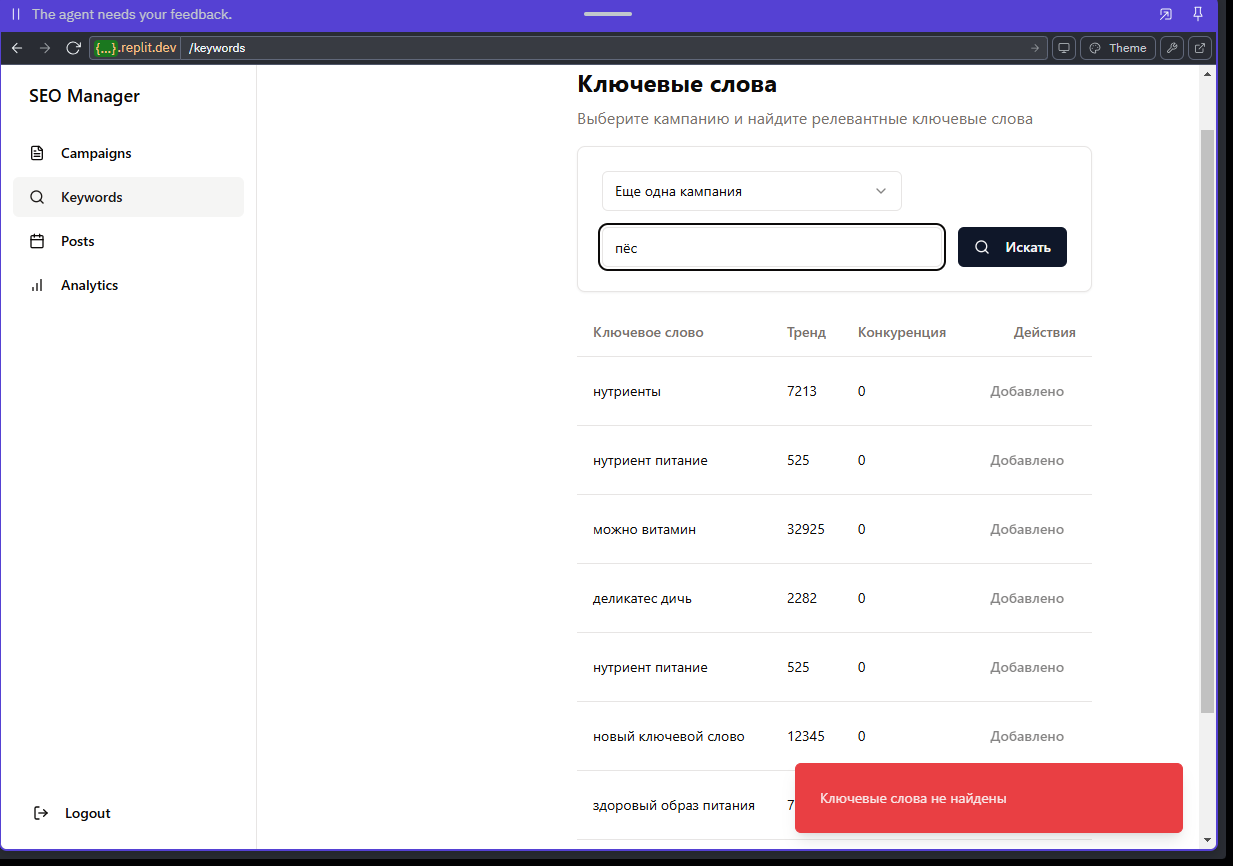 The agent needs your feedback.
{...}.replit.dev /keywords Theme
SEO Manager
Campaigns
Keywords
Posts
Analytics
Logout
Ключевые слова
Выберите кампанию и найдите релевантные ключевые слова
Еще одна кампания
пёс Искать
Ключевое слово Тренд Конкуренция Действия
нутриенты 7213 0 Добавлено
нутриент питание 525 0 Добавлено
можно витамин 32925 0 Добавлено
деликатес дичь 2282 0 Добавлено
нутриент питание 525 0 Добавлено
новый ключевой слово 12345 0 Добавлено
здоровый образ питания 7
Ключевые слова не найдены